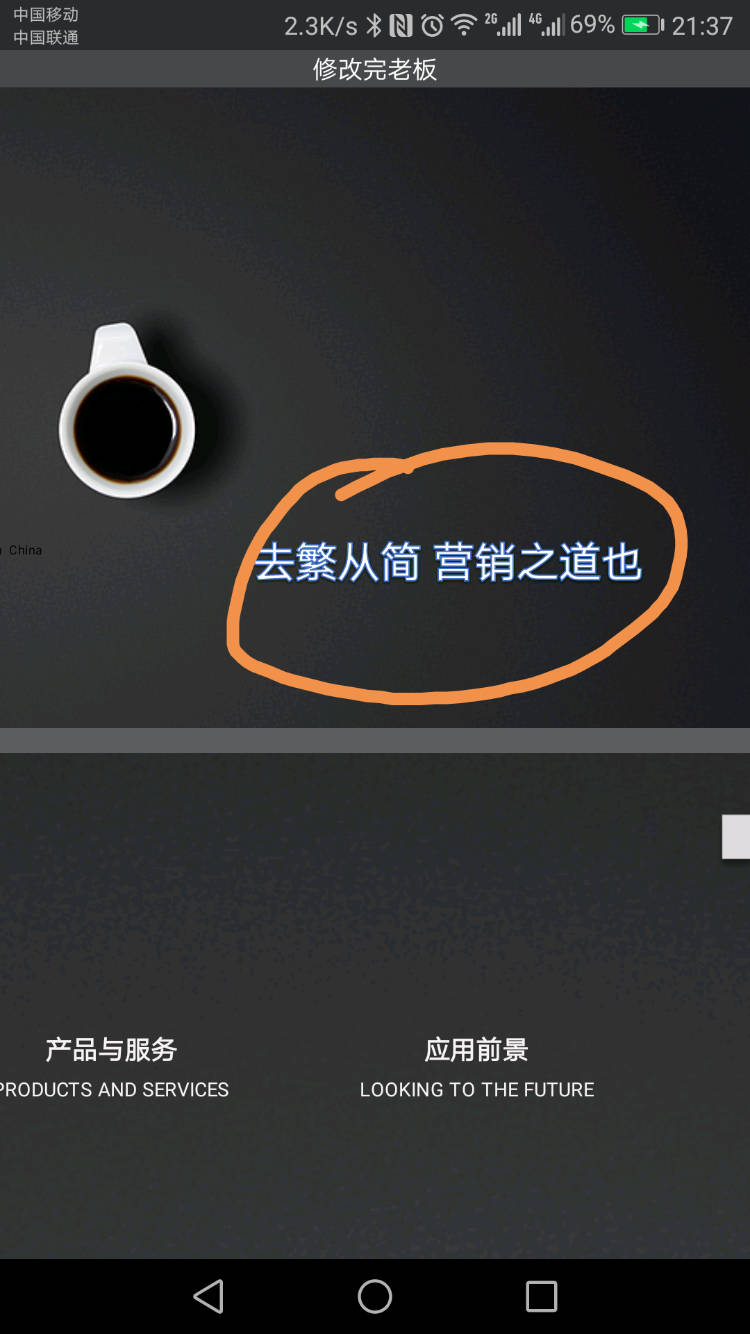 中国移动
中国联通
2.3K/s 2G 4G 69% 21:37
修改完老板
China
去繁从简 营销之道也
产品与服务
PRODUCTS AND SERVICES
应用前景
LOOKING TO THE FUTURE